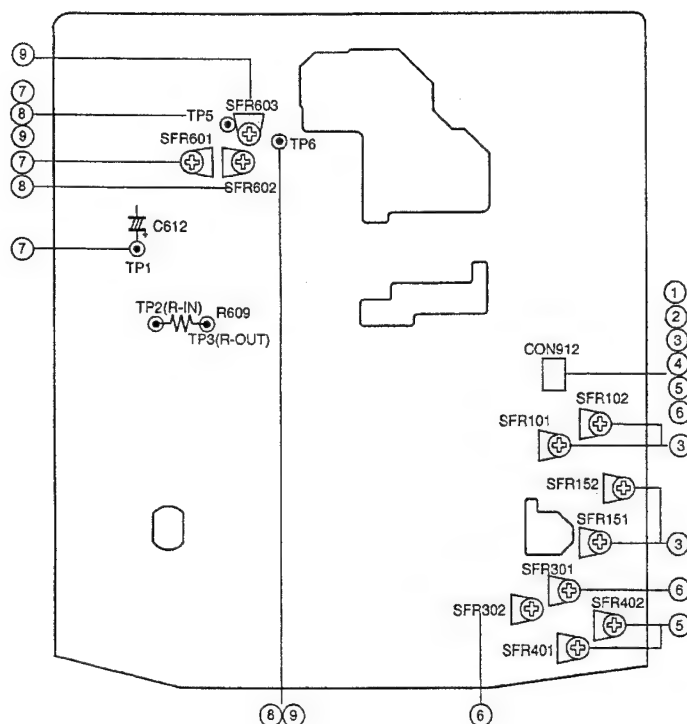 ⑨
⑦
⑧
⑨
⑦
⑧
⑦
SFR603
TP5
TP6
SFR601
SFR602
C612
+
TP1
TP2(R-IN)
R609
TP3(R-OUT)
①
②
③
④
⑤
⑥
CON912
SFR102
SFR101
③
SFR152
SFR151
③
SFR301
⑥
SFR302
SFR402
⑤
SFR401
⑧⑨
⑥